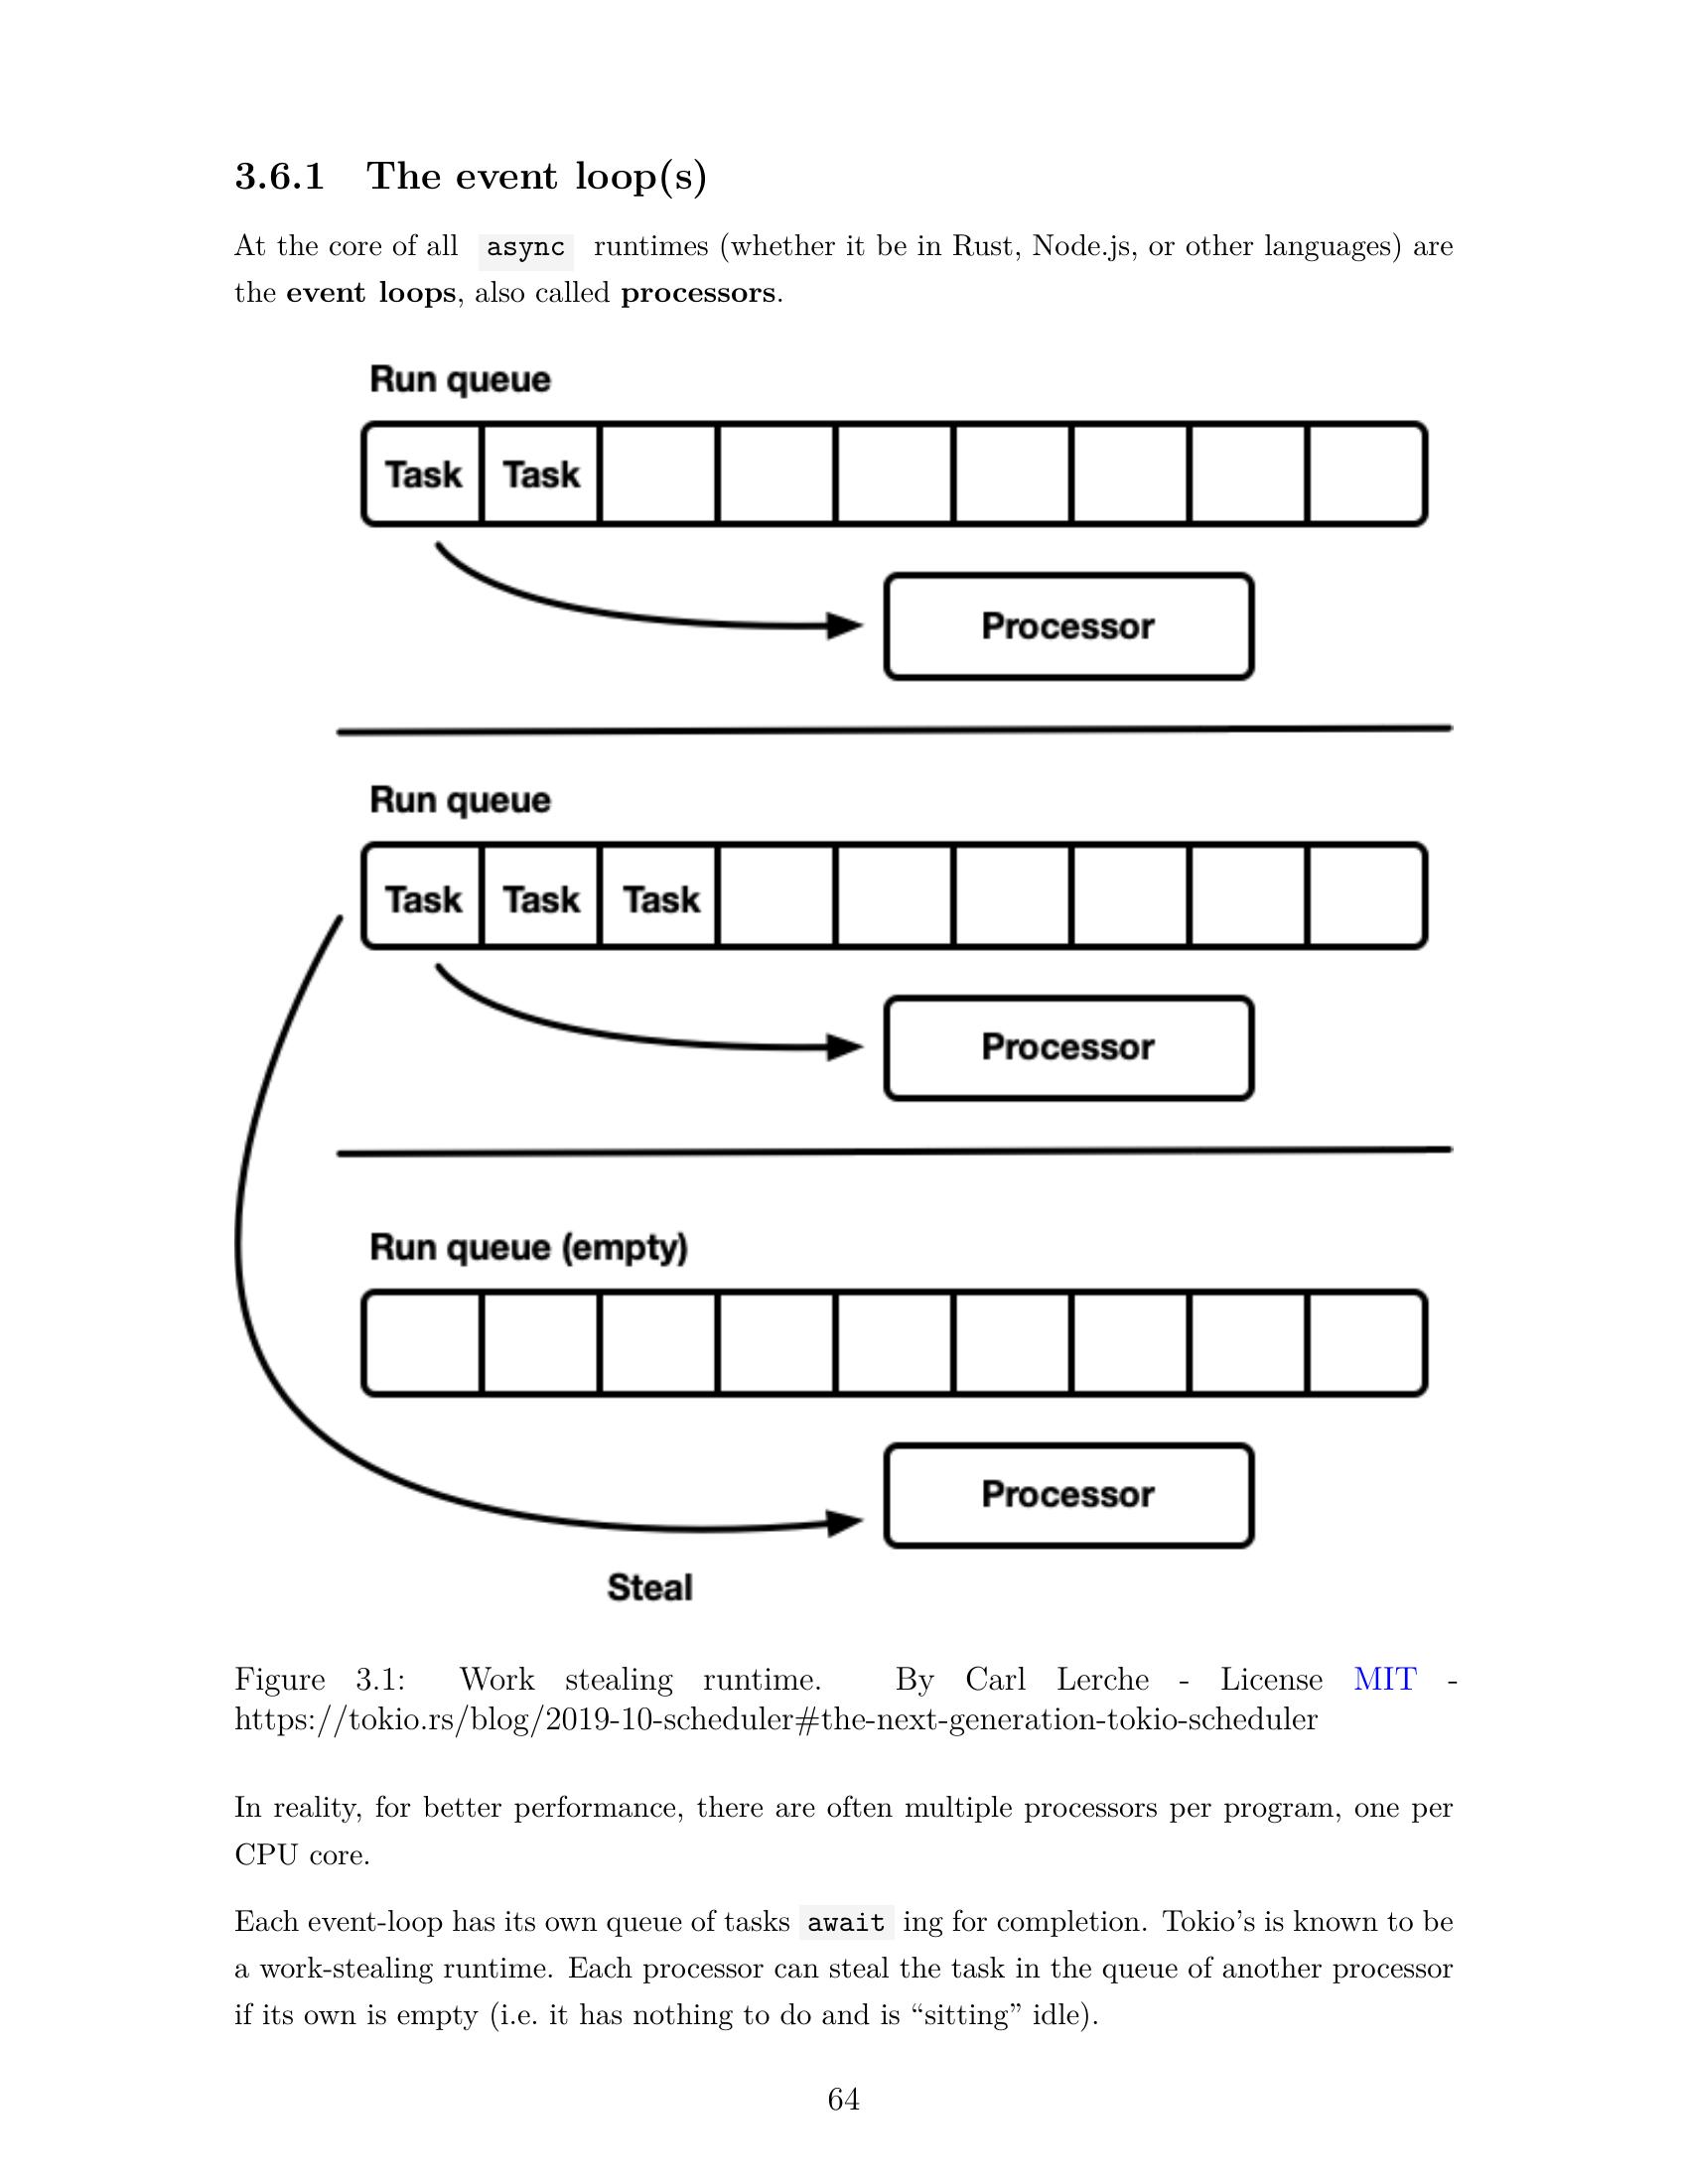 3.6.1 The event loop(s)
At the core of all async runtimes (whether it be in Rust, Node.js, or other languages) are
the event loops, also called processors.
Run queue
Task Task
Processor
Run queue
Task Task Task
Processor
Run queue (empty)
Processor
Steal
Figure 3.1: Work stealing runtime. By Carl Lerche - License MIT -
https://tokio.rs/blog/2019-10-scheduler#the-next-generation-tokio-scheduler
In reality, for better performance, there are often multiple processors per program, one per
CPU core.
Each event-loop has its own queue of tasks await ing for completion. Tokio's is known to be
a work-stealing runtime. Each processor can steal the task in the queue of another processor
if its own is empty (i.e. it has nothing to do and is “sitting” idle).
64